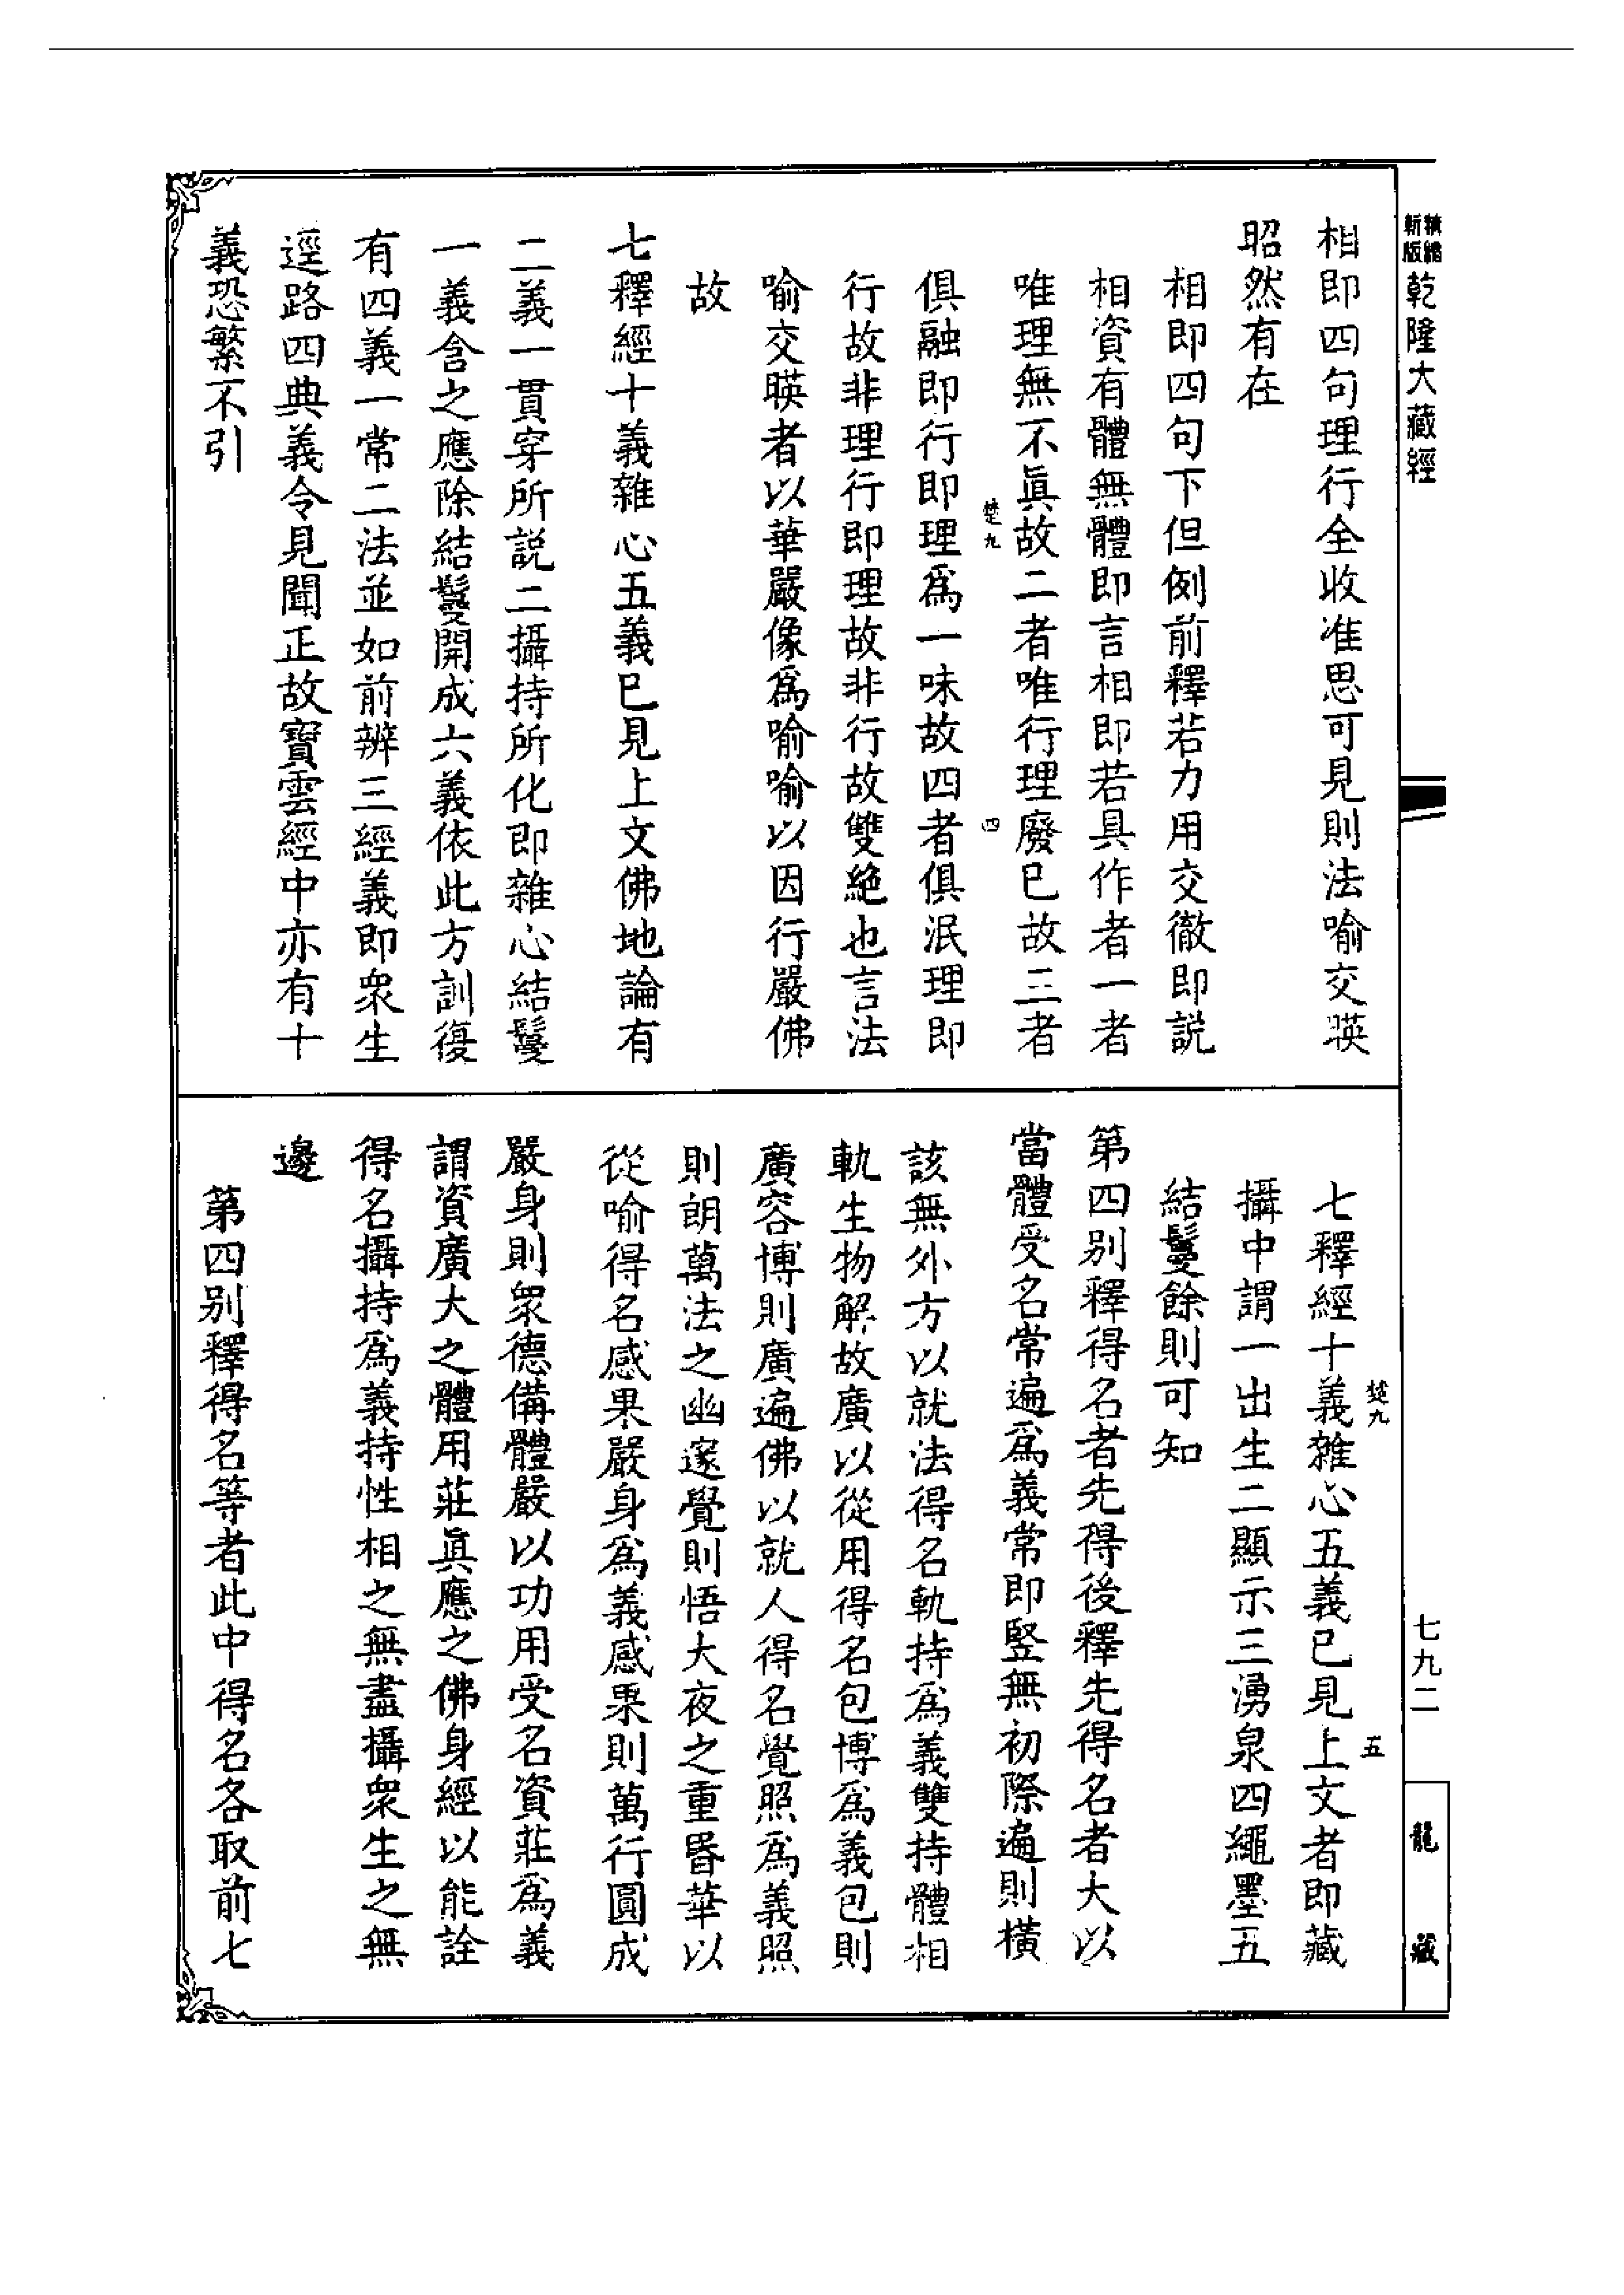 精縮
新版
乾隆大藏經
相即四句理行全收准思可見則法喻交暎
昭然有在
相即四句下但例前釋若力用交徹即説
相資有體無體即言相即若具作者一者
唯理無不眞故二者唯行理廢已故三者
楚九
四
俱融即行即理爲一味故四者俱泯理即
行故非理行即理故非行故雙絶也言法
喻交暎者以華嚴像爲喻喻以因行嚴佛
故
七釋經十義雜心五義已見上文佛地論有
二義一貫穿所説二攝持所化即雜心結鬘
一義含之應除結鬘開成六義依此方訓復
有四義一常二法並如前辨三經義即衆生
逕路四典義令見聞正故寶雲經中亦有十
義恐繁不引
七九二
龍藏
楚九
五
七釋經十義雜心五義已見上文者即藏
攝中謂一出生二顯示三湧泉四繩墨五
結鬘餘則可知
第四别釋得名者先得後釋先得名者大以
當體受名常遍爲義常即竪無初際遍則橫
該無外方以就法得名軌持爲義雙持體相
軌生物解故廣以從用得名包博爲義包則
廣容博則廣遍佛以就人得名覺照爲義照
則朗萬法之幽邃覺則悟大夜之重昬華以
從喻得名感果嚴身爲義感果則萬行圓成
嚴身則衆德備體嚴以功用受名資莊爲義
謂資廣大之體用莊眞應之佛身經以能詮
得名攝持爲義持性相之無盡攝衆生之無
邊
第四别釋得名等者此中得名各取前七